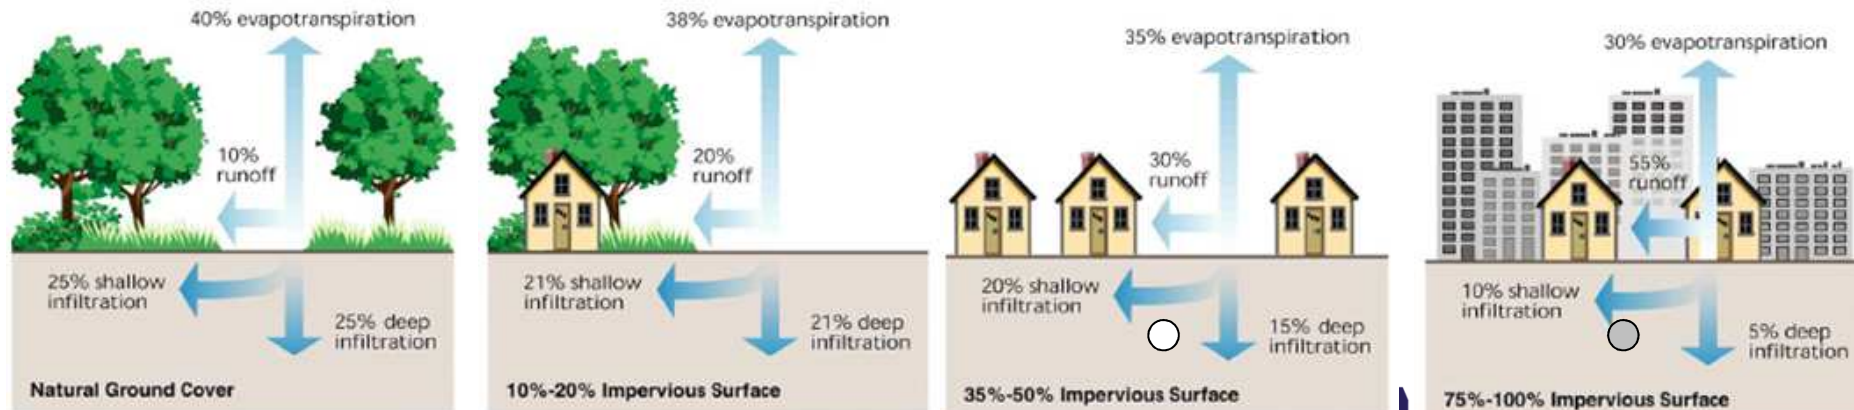 40% evapotranspiration
10%
runoff
25% shallow
infiltration
25% deep
infiltration
Natural Ground Cover
38% evapotranspiration
20%
runoff
21% shallow
infiltration
21% deep
infiltration
10%-20% Impervious Surface
35% evapotranspiration
30%
runoff
20% shallow
infiltration
15% deep
infiltration
35%-50% Impervious Surface
30% evapotranspiration
55%
runoff
10% shallow
infiltration
5% deep
infiltration
75%-100% Impervious Surface